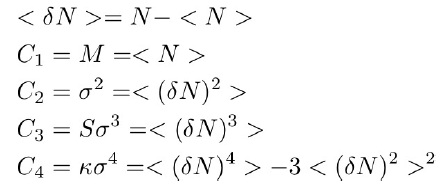 < δN >= N− < N >
C₁ = M =< N >
C₂ = σ² =< (δN)² >
C₃ = Sσ³ =< (δN)³ >
C₄ = κσ⁴ =< (δN)⁴ > −3 < (δN)² >²